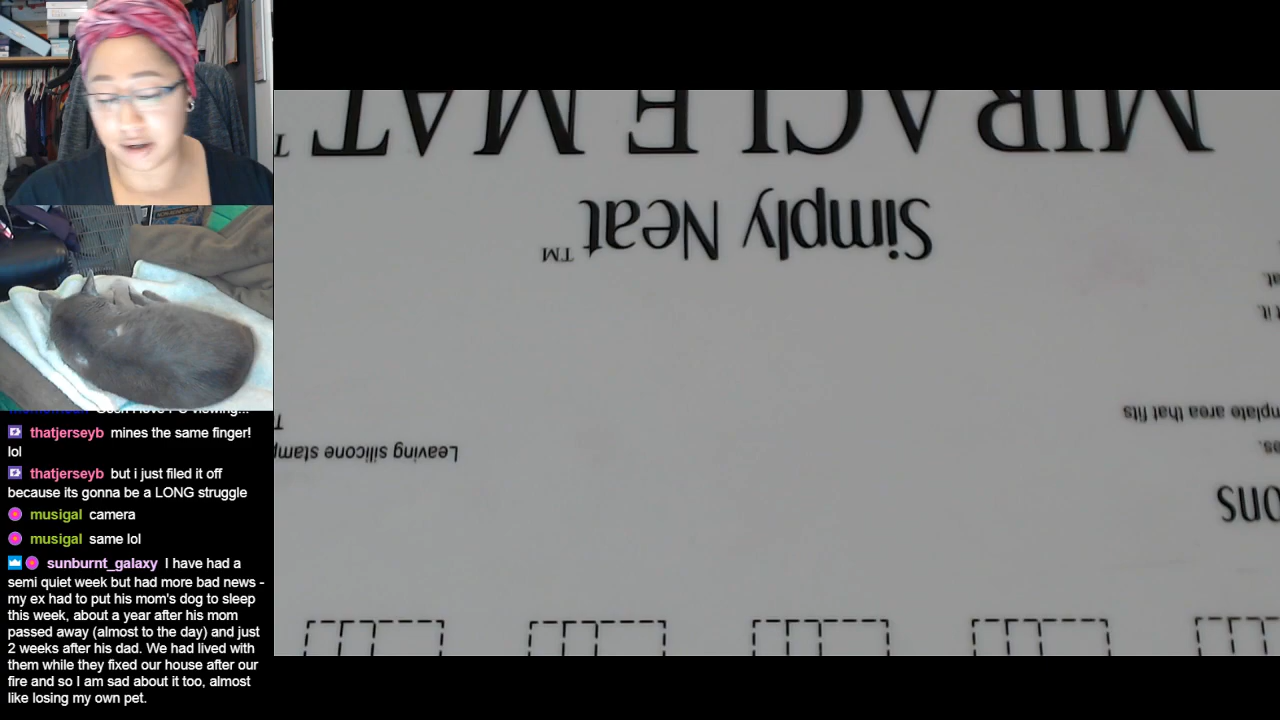 thatjerseyb mines the same finger!
lol
thatjerseyb but i just filed it off
because its gonna be a LONG struggle
musigal camera
musigal same lol
sunburnt_galaxy I have had a
semi quiet week but had more bad news -
my ex had to put his mom's dog to sleep
this week, about a year after his mom
passed away (almost to the day) and just
2 weeks after his dad. We had lived with
them while they fixed our house after our
fire and so I am sad about it too, almost
like losing my own pet.
MIRACLE MAT
Simply Neat™
Leaving silicone stamp
area that fits